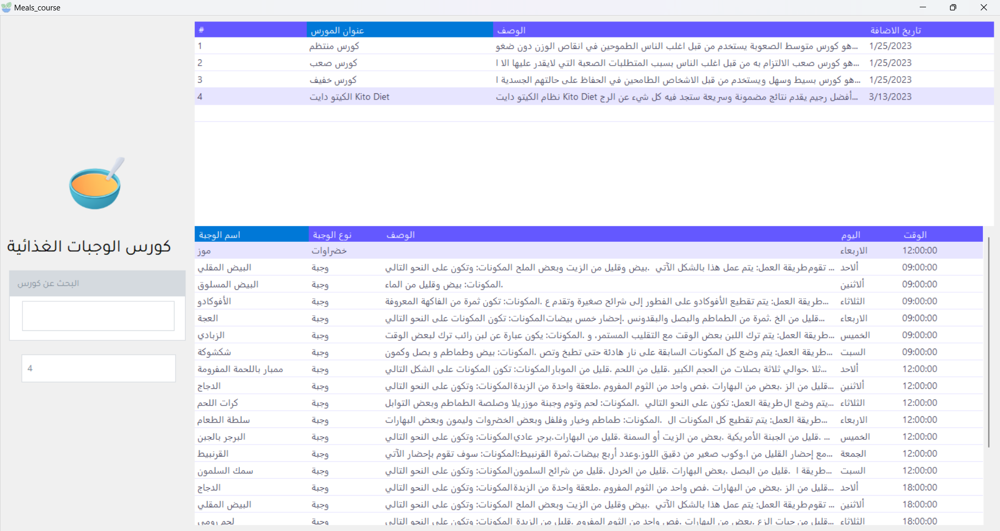 Meals_course
# عنوان المورس الوصف تاريخ الاضافة
1 كورس منتظم هو كورس متوسط الصعوبة يستخدم من قبل اغلب الناس الطموحين في انقاص الوزن دون ضغو... 1/25/2023
2 كورس صعب هو كورس صعب الالتزام به من قبل اغلب الناس بسبب المتطلبات الصعبة التي لايقدر عليها الا ا... 1/25/2023
3 كورس خفيف هو كورس بسيط وسهل ويستخدم من قبل الاشخاص الطامحين في الحفاظ على حالتهم الجسدية ا... 1/25/2023
4 الكيتو دايت Kito Diet نظام الكيتو دايت Kito Diet أفضل رجيم يقدم نتائج مضمونة وسريعة ستجد فيه كل شيء عن الرج... 3/13/2023
كورس الوجبات الغذائية
البحث عن كورس
4
اسم الوجبة نوع الوجبة الوصف اليوم الوقت
موز خضراوات الاربعاء 12:00:00
البيض المقلي وجبة المكونات: وتكون على النحو التالي بيض وقليل من الزيت وبعض الملح. طريقة العمل: يتم عمل هذا بالشكل الآتي تقوم ... ألاحد 09:00:00
البيض المسلوق وجبة المكونات: بيض وقليل من الماء. ألاثنين 09:00:00
الأفوكادو وجبة المكونات: تكون ثمرة من الفاكهة المعروفة. طريقة العمل: يتم تقطيع الأفوكادو على الفطور إلى شرائح صغيرة وتقدم ع... الثلاثاء 09:00:00
العجة وجبة المكونات: تكون المكونات على النحو التالي إحضار خمس بيضات. ثمرة من الطماطم والبصل والبقدونس. قليل من الخ... الاربعاء 09:00:00
الزبادي وجبة المكونات: يكون عبارة عن لبن رائب ترك لبعض الوقت. طريقة العمل: يتم ترك اللبن بعض الوقت مع التقليب المستمر، و... الخميس 09:00:00
شكشوكة وجبة المكونات: بيض وطماطم و بصل وكمون. طريقة العمل: يتم وضع كل المكونات السابقة على نار هادئة حتى تطبخ وتص... السبت 09:00:00
ممبار باللحمة المفرومة وجبة المكونات: تكون المكونات على الشكل التالي قليل من الموبار. قليل من اللحم. حوالي ثلاثة بصلات من الحجم الكبير. ثلا... ألاحد 12:00:00
الدجاج وجبة المكونات: وتكون على النحو التالي ملعقة واحدة من الزبدة. فص واحد من الثوم المفروم. بعض من البهارات. قليل من الز... ألاثنين 12:00:00
كرات اللحم وجبة المكونات: لحم وتوم وجبنة موزريلا وصلصة الطماطم وبعض التوابل. طريقة العمل: تكون على النحو التالي يتم وضع ال... الثلاثاء 12:00:00
سلطة الطعام وجبة المكونات: طماطم وخيار وفلفل وبعض الخضروات وليمون وبعض البهارات. طريقة العمل: يتم تقطيع كل المكونات ال... الاربعاء 12:00:00
البرجر بالجبن وجبة المكونات: وتكون على النحو التالي برجر عادي. قليل من البهارات. بعض من الزيت أو السمنة. قليل من الجبنة الأمريكية. ... الخميس 12:00:00
القرنبيط وجبة المكونات: سوف تقوم بإحضار الآتي: ثمرة القرنبيط. وعدد أربع بيضات. وكوب صغير من دقيق اللوز. مع إحضار القليل من ا... الجمعة 12:00:00
سمك السلمون وجبة المكونات: وتكون على النحو التالي قليل من شرائح السلمون. قليل من الخردل. بعض البهارات. قليل من البصل. طريقة ا... السبت 12:00:00
الدجاج وجبة المكونات: وتكون على النحو التالي ملعقة واحدة من الزبدة. فص واحد من الثوم المفروم. بعض من البهارات. قليل من الز... ألاحد 18:00:00
البيض المقلي وجبة المكونات: وتكون على النحو التالي بيض وقليل من الزيت وبعض الملح. طريقة العمل: يتم عمل هذا بالشكل الآتي تقوم ... ألاثنين 18:00:00
لحم رومي وجبة المكونات: وتكون على النحو التالي قليل من الزبدة. فص واحد من الثوم المفروم. بعض من البهارات. قليل من حبات الزع... الثلاثاء 18:00:00